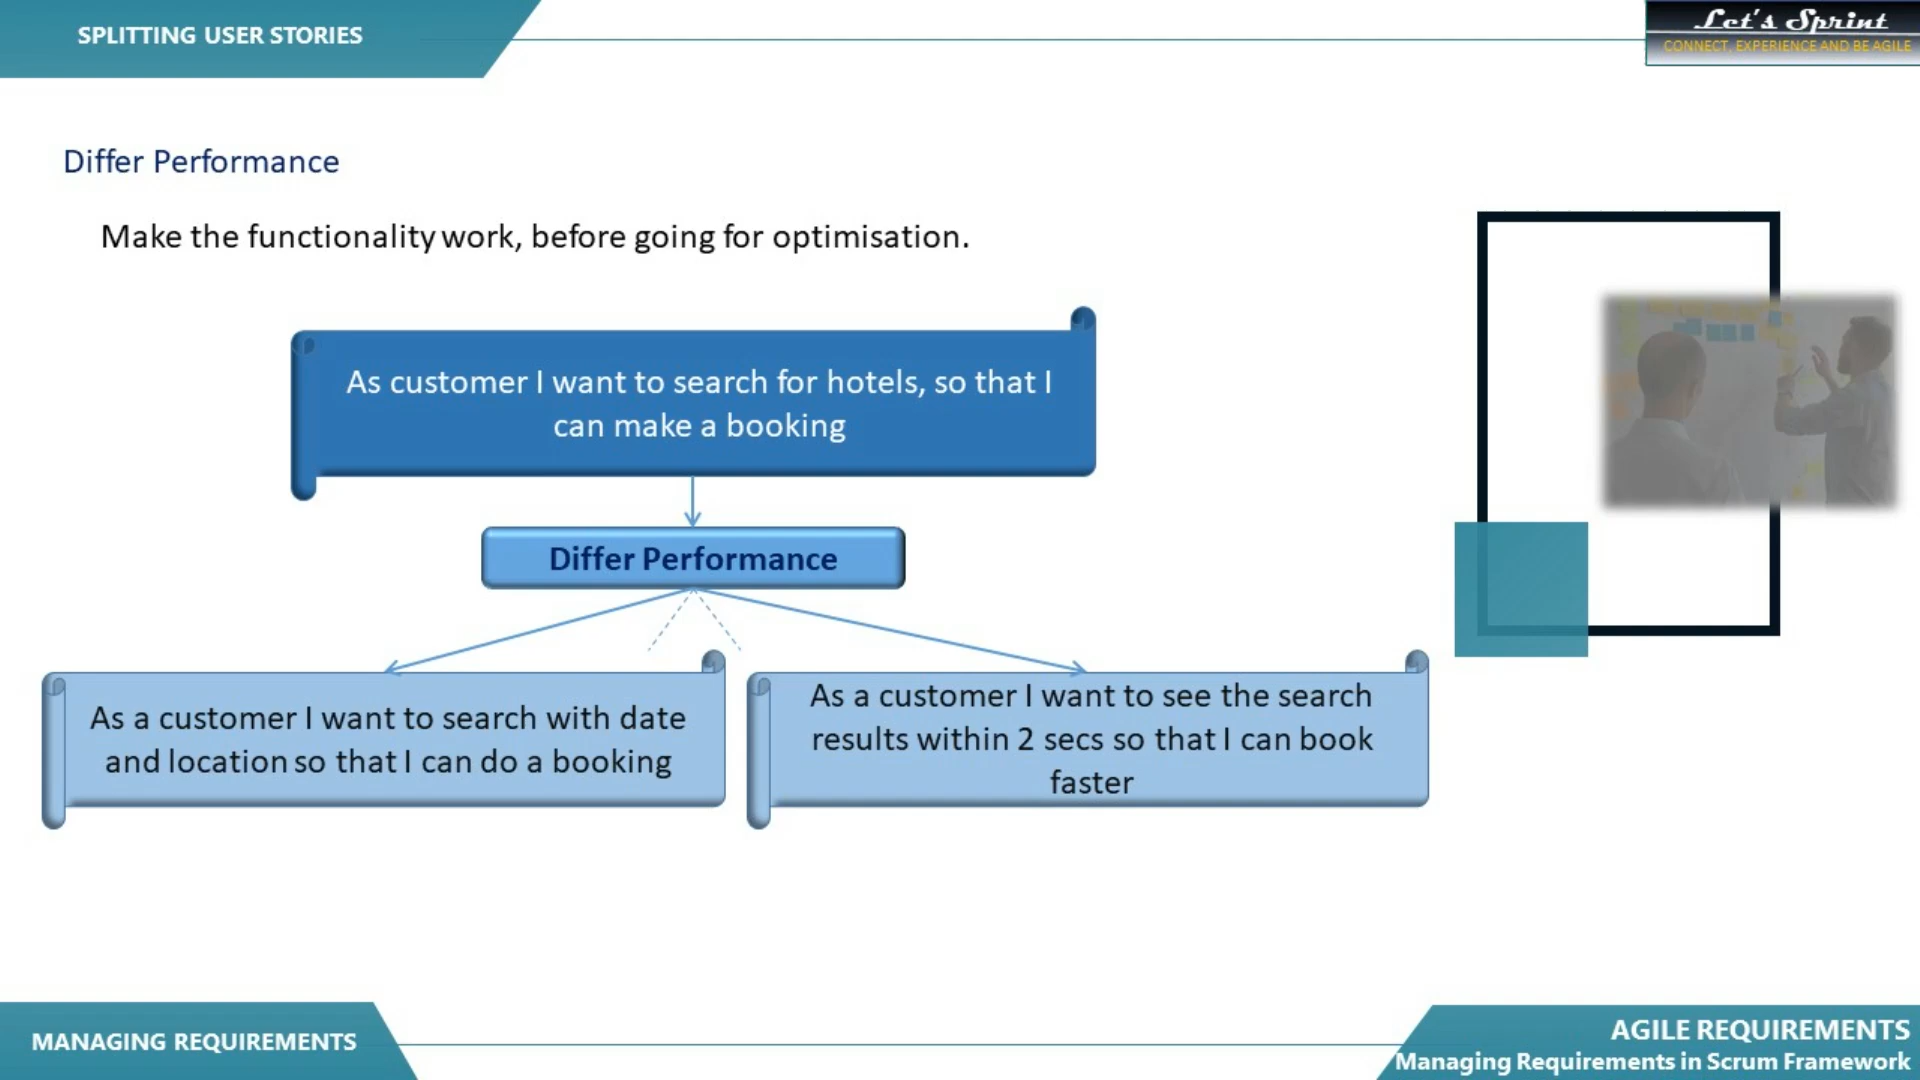 SPLITTING USER STORIES
Let's Sprint
CONNECT, EXPERIENCE AND BE AGILE
Differ Performance
Make the functionality work, before going for optimisation.
As customer I want to search for hotels, so that I
can make a booking
Differ Performance
As a customer I want to search with date
and location so that I can do a booking
As a customer I want to see the search
results within 2 secs so that I can book
faster
MANAGING REQUIREMENTS
AGILE REQUIREMENTS
Managing Requirements in Scrum Framework